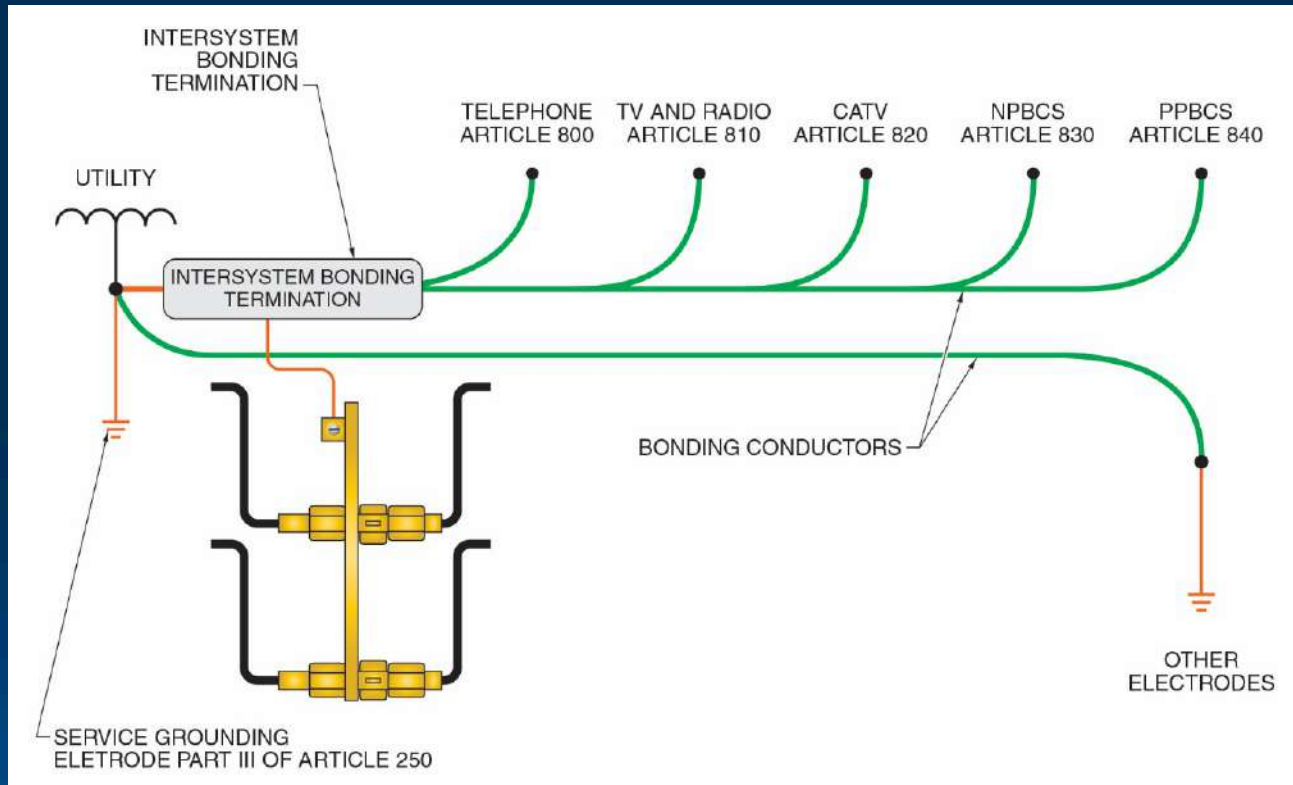 INTERSYSTEM
BONDING
TERMINATION
TELEPHONE
ARTICLE 800
TV AND RADIO
ARTICLE 810
CATV
ARTICLE 820
NPBCS
ARTICLE 830
PPBCS
ARTICLE 840
UTILITY
INTERSYSTEM BONDING
TERMINATION
BONDING CONDUCTORS
OTHER
ELECTRODES
SERVICE GROUNDING
ELETRODE PART III OF ARTICLE 250